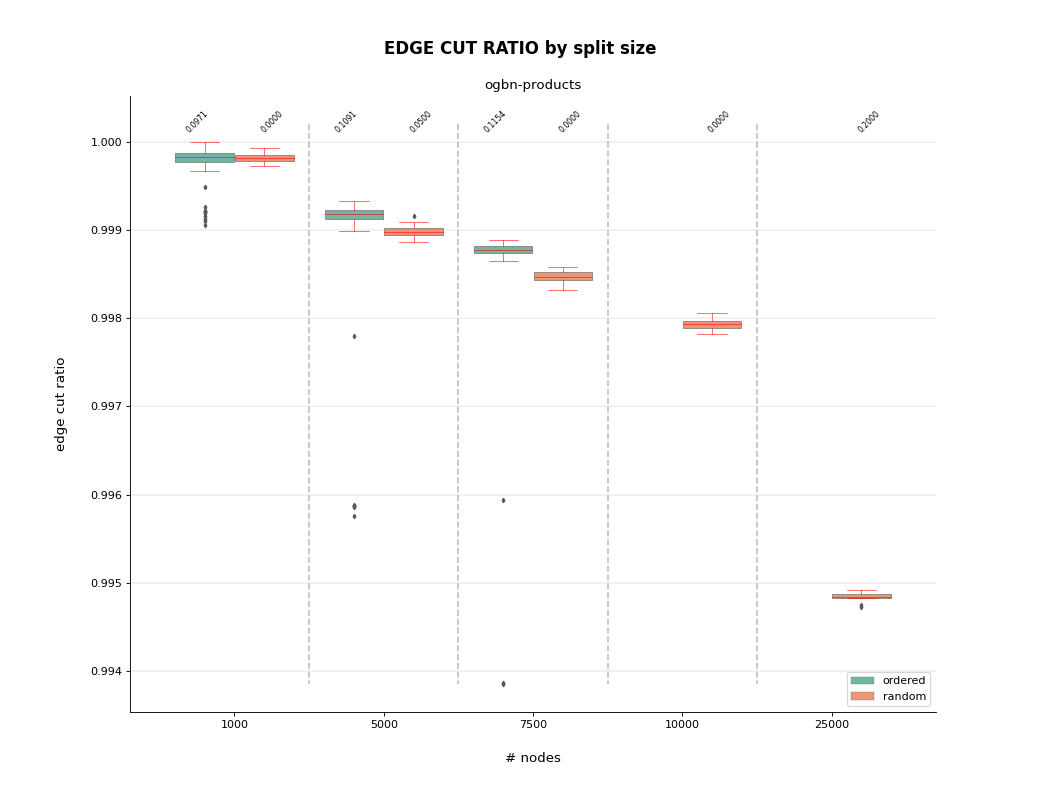 EDGE CUT RATIO by split size
ogbn-products
0.0971 0.0000 0.1091 0.0500 0.1154 0.0000 0.0000 0.2000
1.000
0.999
0.998
0.997
0.996
0.995
0.994
edge cut ratio
ordered
random
1000 5000 7500 10000 25000
# nodes